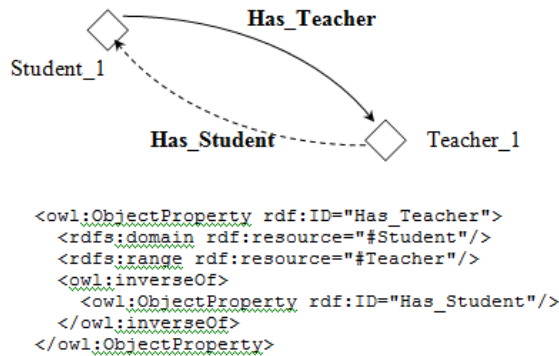 Has_Teacher
Student_1
Has_Student
Teacher_1
<owl:ObjectProperty rdf:ID="Has_Teacher">
<rdfs:domain rdf:resource="#Student"/>
<rdfs:range rdf:resource="#Teacher"/>
<owl:inverseOf>
<owl:ObjectProperty rdf:ID="Has_Student"/>
</owl:inverseOf>
</owl:ObjectProperty>